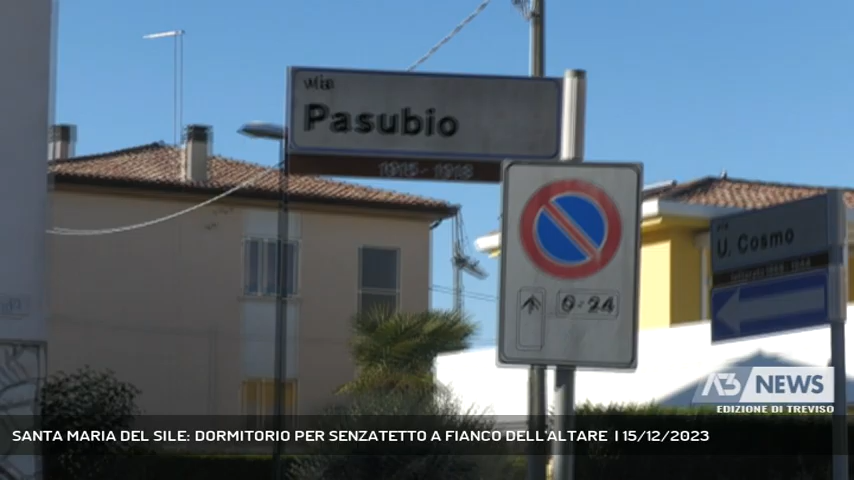 via
Pasubio
1915 - 1918
0-24
via
U. Cosmo
A3 NEWS
EDIZIONE DI TREVISO
SANTA MARIA DEL SILE: DORMITORIO PER SENZATETTO A FIANCO DELL'ALTARE | 15/12/2023